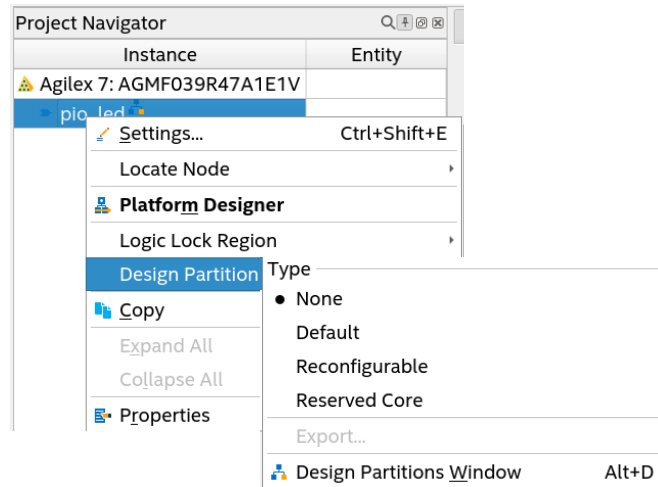 Project Navigator
Instance Entity
Agilex 7: AGMF039R47A1E1V
pio_led
Settings... Ctrl+Shift+E
Locate Node
Platform Designer
Logic Lock Region
Design Partition
Type
None
Copy
Default
Expand All
Reconfigurable
Collapse All
Reserved Core
Properties
Export...
Design Partitions Window Alt+D